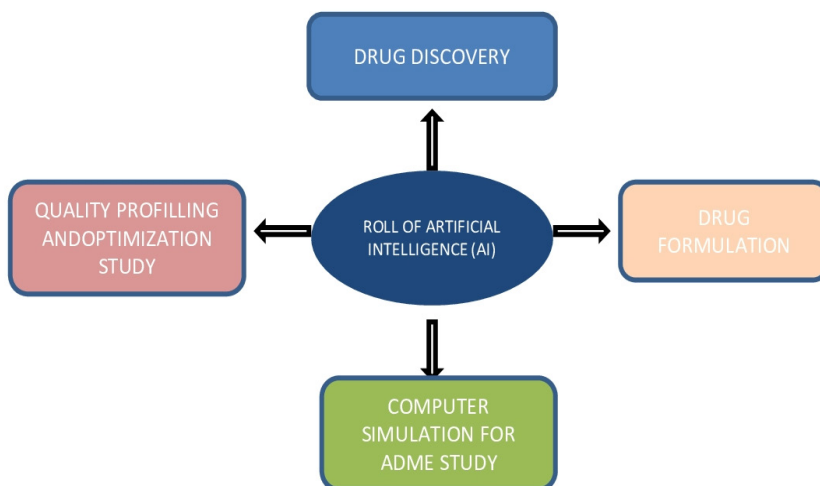 DRUG DISCOVERY
QUALITY PROFILLING
ANDOPTIMIZATION
STUDY
ROLL OF ARTIFICIAL
INTELLIGENCE (AI)
DRUG
FORMULATION
COMPUTER
SIMULATION FOR
ADME STUDY